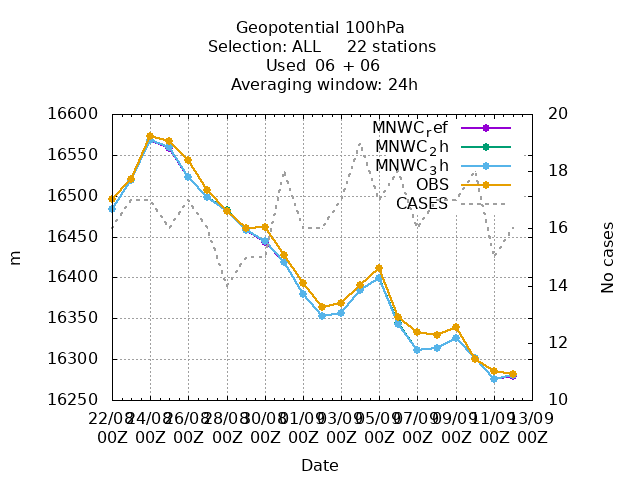 Geopotential 100hPa
Selection: ALL 22 stations
Used 06 + 06
Averaging window: 24h
16600
16550
16500
16450
16400
16350
16300
16250
m
20
18
16
14
12
10
No cases
MNWC_ref
MNWC_2h
MNWC_3h
OBS
CASES
22/08 24/08 26/08 28/08 30/08 01/09 03/09 05/09 07/09 09/09 11/09 13/09
00Z 00Z 00Z 00Z 00Z 00Z 00Z 00Z 00Z 00Z 00Z 00Z
Date